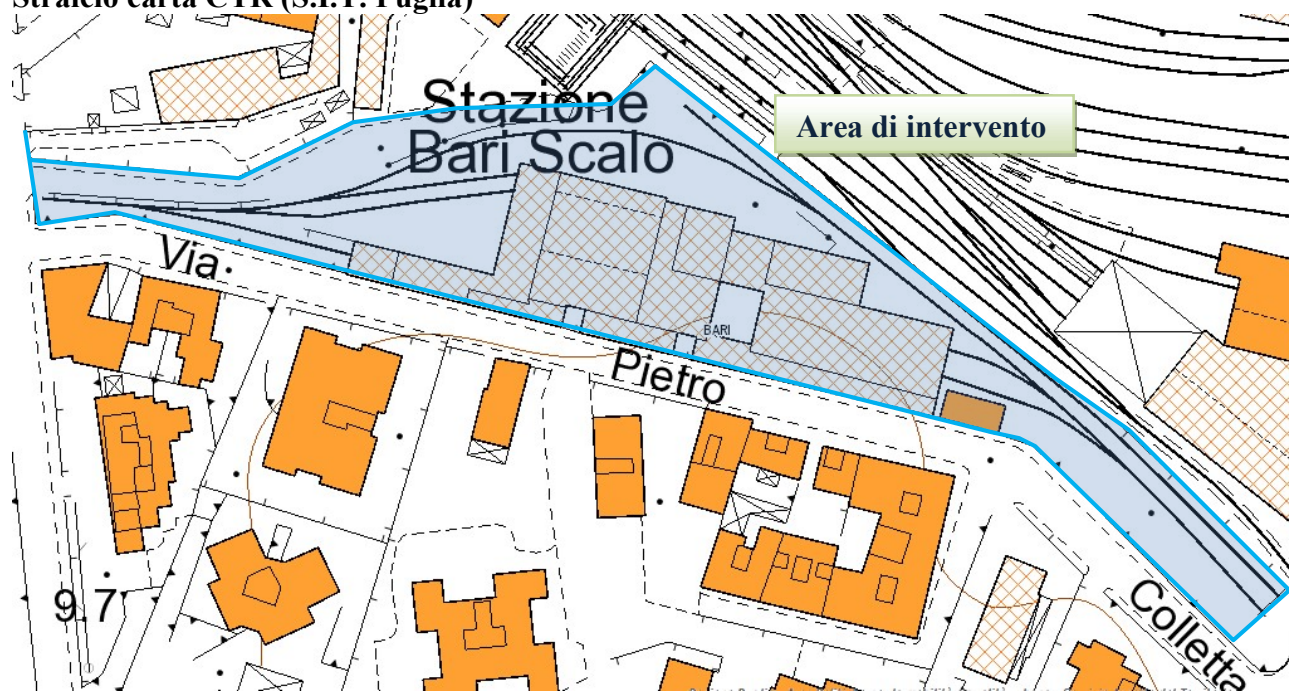 Stralcio carta CTR (S.I.T. Puglia)
Stazione
Bari Scalo
Area di intervento
Via
BARI
Pietro
9.7
Colletta